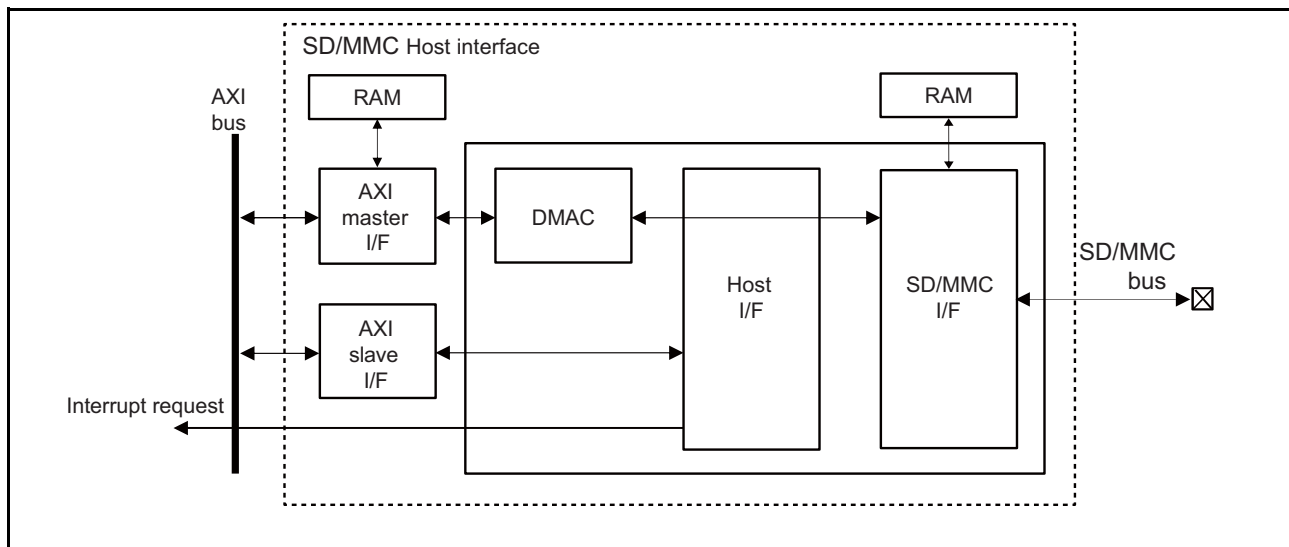 SD/MMC Host interface
AXI
bus
RAM
RAM
AXI
master
I/F
DMAC
Host
I/F
SD/MMC
I/F
SD/MMC
bus
AXI
slave
I/F
Interrupt request